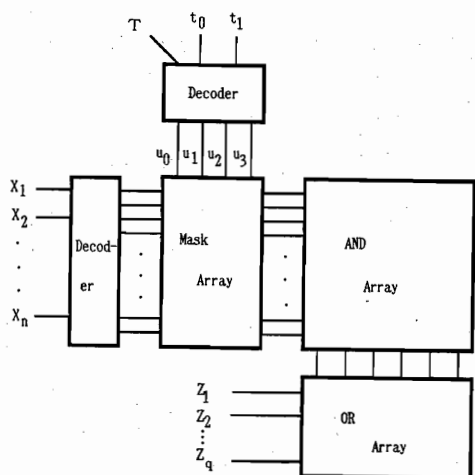 T t0 t1
Decoder
u0 u1 u2 u3
X1
X2
Xn
Decod-
er
Mask
Array
AND
Array
Z1
Z2
Zq
OR
Array